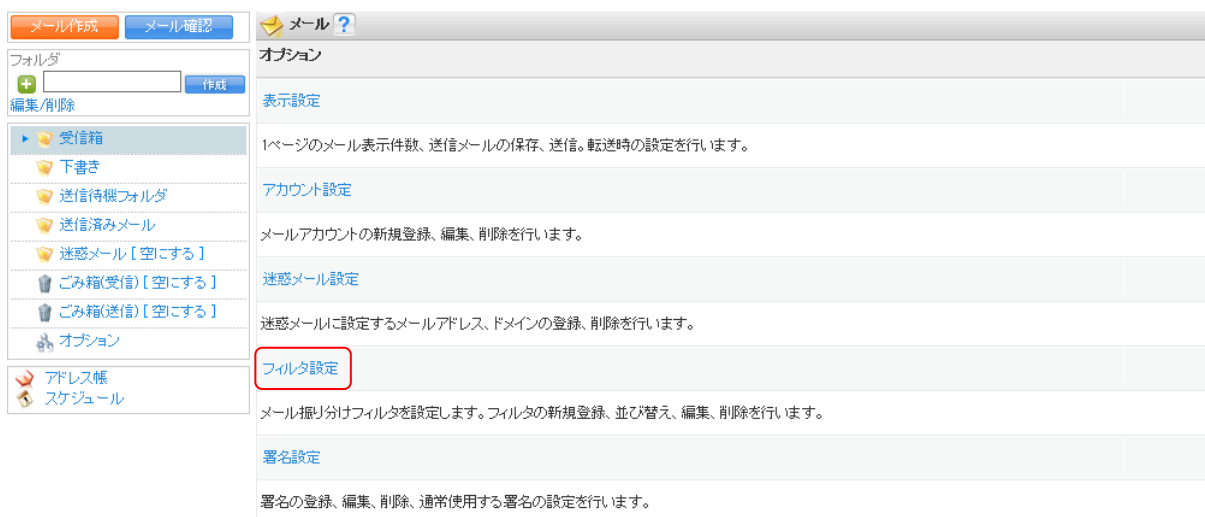 メール作成
メール確認
フォルダ
作成
編集/削除
受信箱
下書き
送信待機フォルダ
送信済みメール
迷惑メール [ 空にする ]
ごみ箱(受信) [ 空にする ]
ごみ箱(送信) [ 空にする ]
オプション
アドレス帳
スケジュール
メール ?
オプション
表示設定
1ページのメール表示件数、送信メールの保存、送信。転送時の設定を行います。
アカウント設定
メールアカウントの新規登録、編集、削除を行います。
迷惑メール設定
迷惑メールに設定するメールアドレス、ドメインの登録、削除を行います。
フィルタ設定
メール振り分けフィルタを設定します。フィルタの新規登録、並び替え、編集、削除を行います。
署名設定
署名の登録、編集、削除、通常使用する署名の設定を行います。